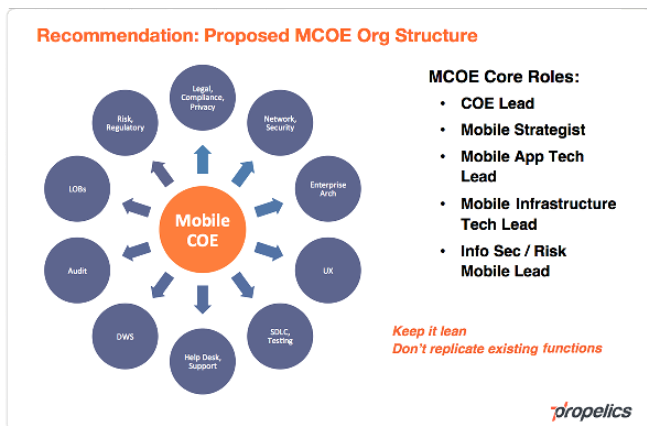 Recommendation: Proposed MCOE Org Structure
Legal,
Compliance,
Privacy
Network,
Security
Enterprise
Arch
UX
SDLC,
Testing
Help Desk,
Support
DWS
Audit
LOBs
Risk,
Regulatory
Mobile
COE
MCOE Core Roles:
• COE Lead
• Mobile Strategist
• Mobile App Tech
Lead
• Mobile Infrastructure
Tech Lead
• Info Sec / Risk
Mobile Lead
Keep it lean
Don't replicate existing functions
propelics